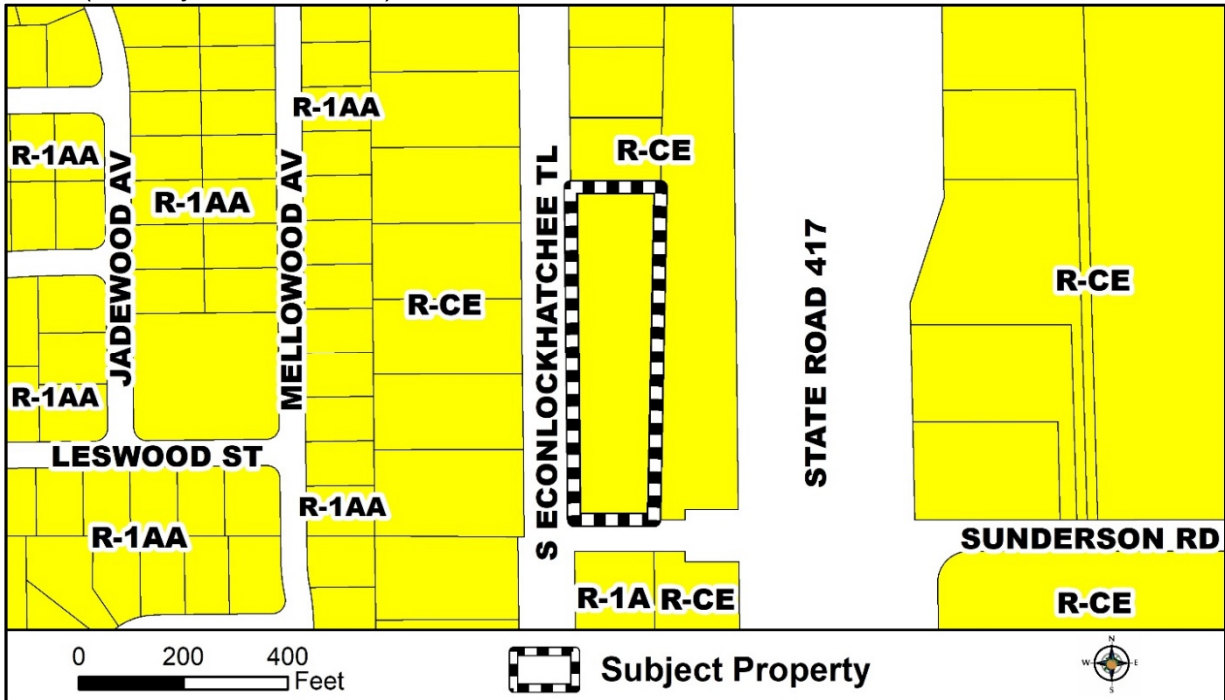 R-1AA
R-1AA
R-CE
R-1AA
R-CE
R-CE
R-1AA
JADEWOOD AV
MELLOWOOD AV
S ECONLOCKHATCHEE TL
STATE ROAD 417
LESWOOD ST
R-1AA
R-1AA
SUNDERSON RD
R-1A
R-CE
R-CE
0 200 400
Feet
Subject Property
N
W
E
S